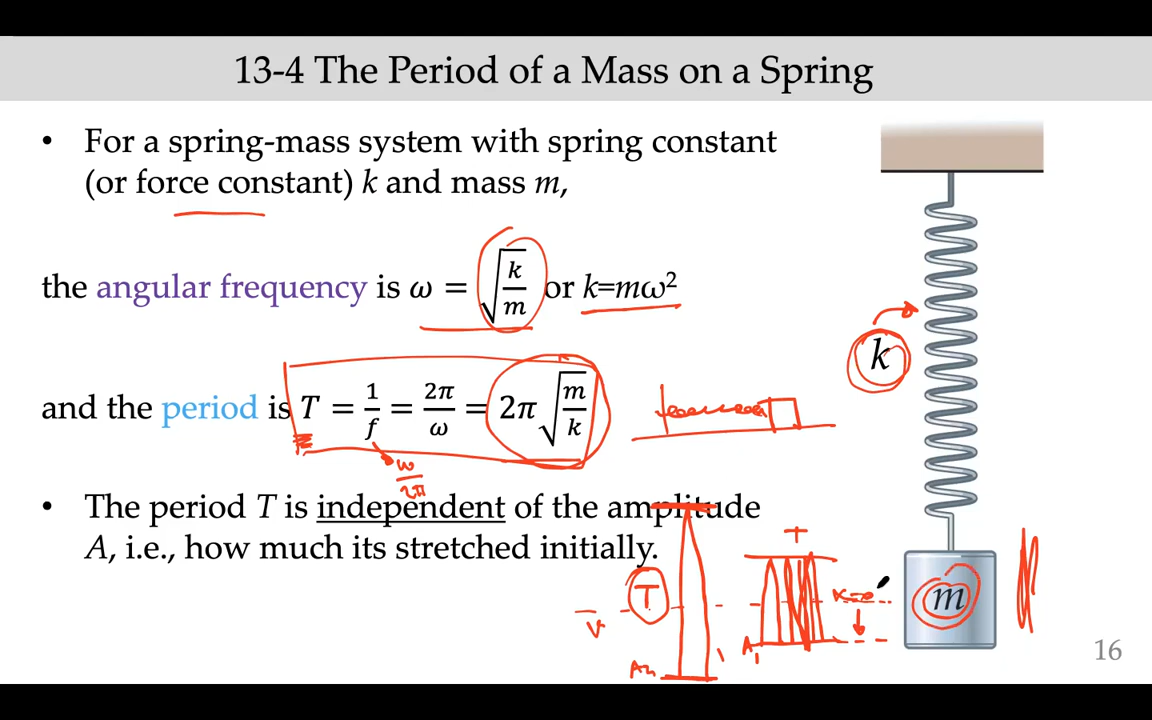 13-4 The Period of a Mass on a Spring
• For a spring-mass system with spring constant
(or force constant) k and mass m,
the angular frequency is ω = √(k/m) or k=mω²
k
and the period is T = 1/f = 2π/ω = 2π√(m/k)
ω/2π
• The period T is independent of the amplitude
A, i.e., how much its stretched initially.
T
T
m
A₁
16